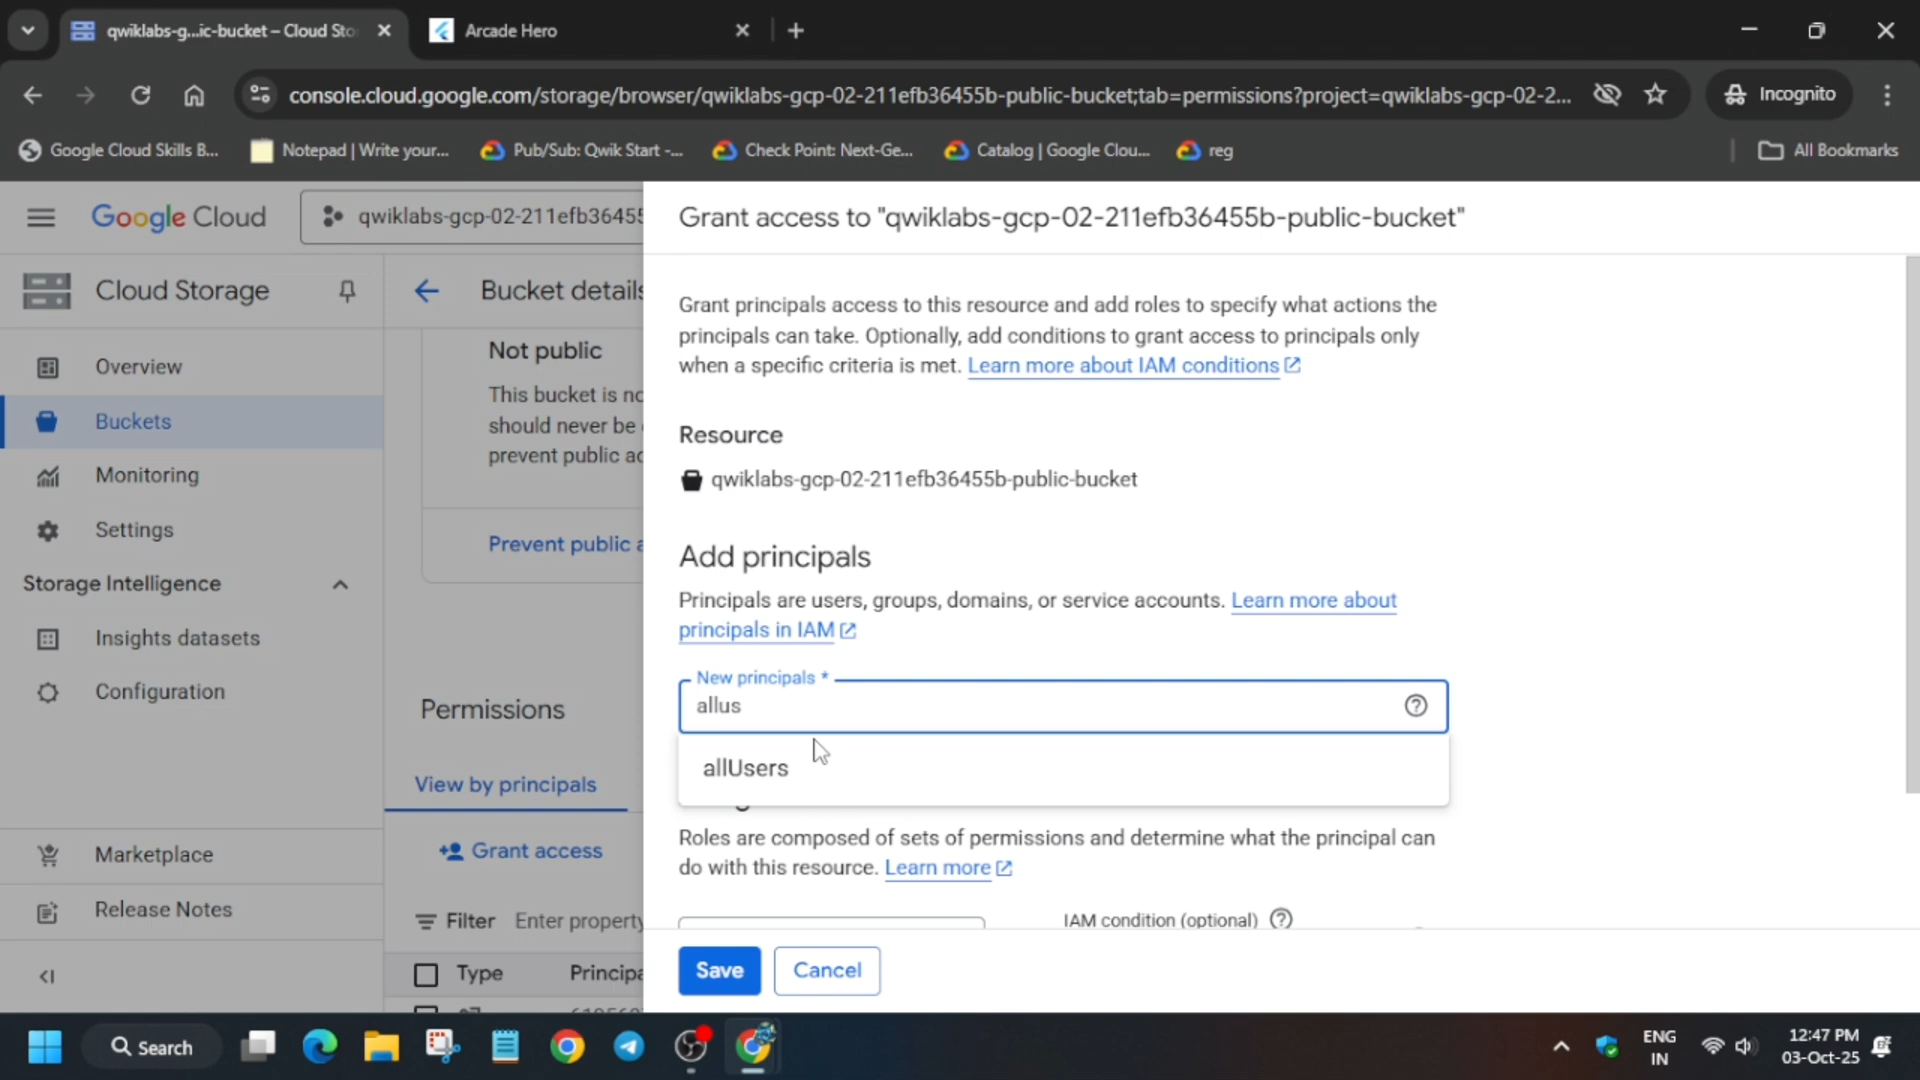 qwiklabs-g...ic-bucket – Cloud Sto
Arcade Hero
console.cloud.google.com/storage/browser/qwiklabs-gcp-02-211efb36455b-public-bucket;tab=permissions?project=qwiklabs-gcp-02-2...
Incognito
Google Cloud Skills B...
Notepad | Write your...
Pub/Sub: Qwik Start -...
Check Point: Next-Ge...
Catalog | Google Clou...
reg
All Bookmarks
Google Cloud
qwiklabs-gcp-02-211efb36455
Grant access to "qwiklabs-gcp-02-211efb36455b-public-bucket"
Cloud Storage
Bucket details
Overview
Buckets
Monitoring
Settings
Storage Intelligence
Insights datasets
Configuration
Marketplace
Release Notes
Not public
This bucket is no
should never be
prevent public ac
Prevent public a
Permissions
View by principals
Grant access
Filter Enter property
Type Principa
Grant principals access to this resource and add roles to specify what actions the
principals can take. Optionally, add conditions to grant access to principals only
when a specific criteria is met. Learn more about IAM conditions
Resource
qwiklabs-gcp-02-211efb36455b-public-bucket
Add principals
Principals are users, groups, domains, or service accounts. Learn more about
principals in IAM
New principals *
allus
allUsers
Roles are composed of sets of permissions and determine what the principal can
do with this resource. Learn more
IAM condition (optional)
Save
Cancel
Search
ENG
IN
12:47 PM
03-Oct-25